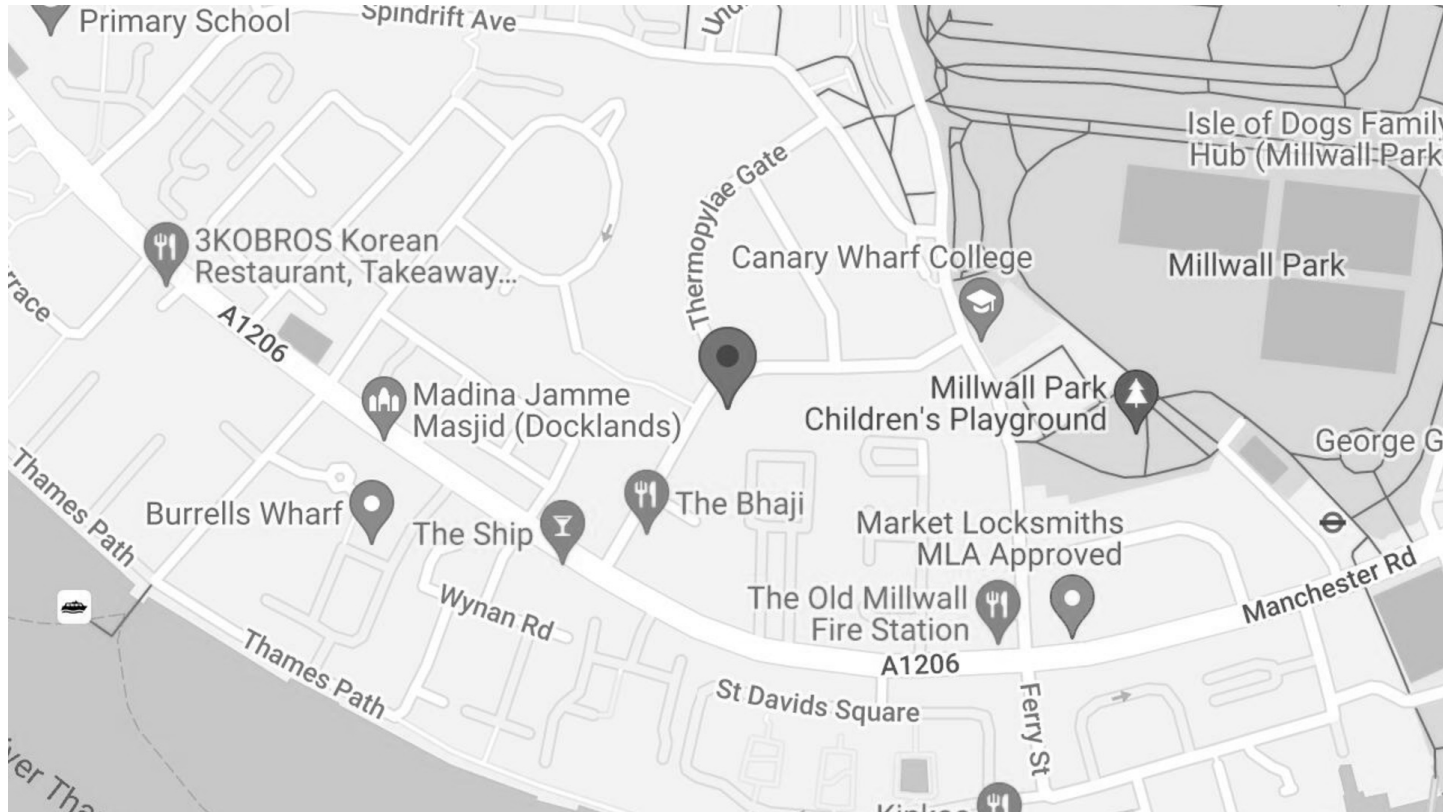 Primary School
Spindrift Ave
Isle of Dogs Family
Hub (Millwall Park
Thermopylae Gate
3KOBROS Korean
Restaurant, Takeaway...
Canary Wharf College
Millwall Park
A1206
Madina Jamme
Masjid (Docklands)
Millwall Park
Children's Playground
George G
Thames Path
Burrells Wharf
The Ship
The Bhaji
Market Locksmiths
MLA Approved
Wynan Rd
The Old Millwall
Fire Station
Manchester Rd
Thames Path
A1206
St Davids Square
Ferry St